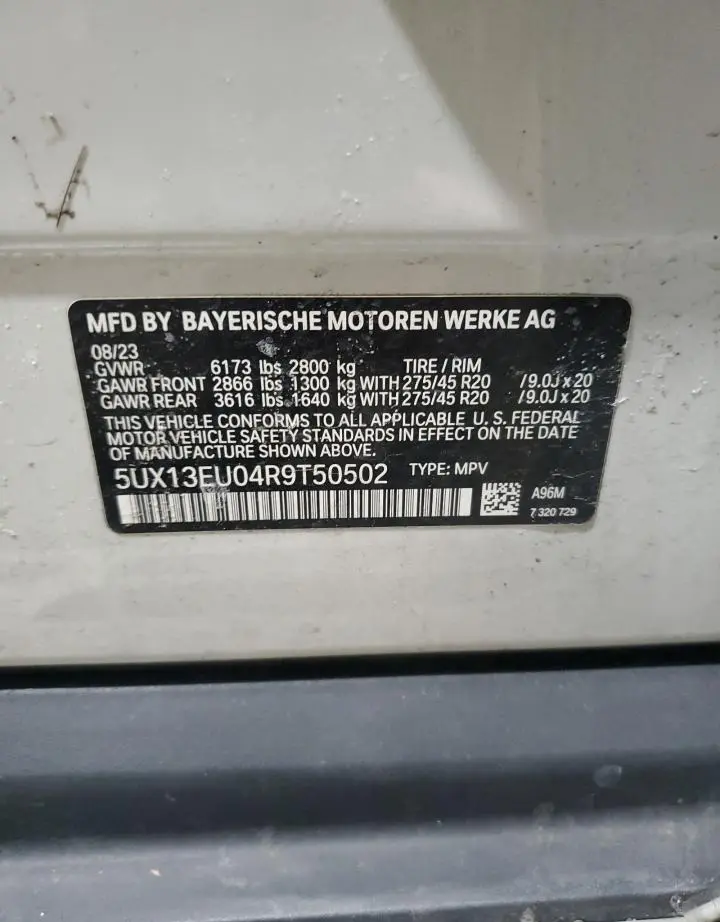 MFD BY BAYERISCHE MOTOREN WERKE AG
08/23
GVWR 6173 lbs 2800 kg TIRE / RIM
GAWR FRONT 2866 lbs 1300 kg WITH 275/45 R20 /9.0J x 20
GAWR REAR 3616 lbs 1640 kg WITH 275/45 R20 /9.0J x 20
THIS VEHICLE CONFORMS TO ALL APPLICABLE U. S. FEDERAL
MOTOR VEHICLE SAFETY STANDARDS IN EFFECT ON THE DATE
OF MANUFACTURE SHOWN ABOVE.
5UX13EU04R9T50502 TYPE: MPV
A96M
7 320 729